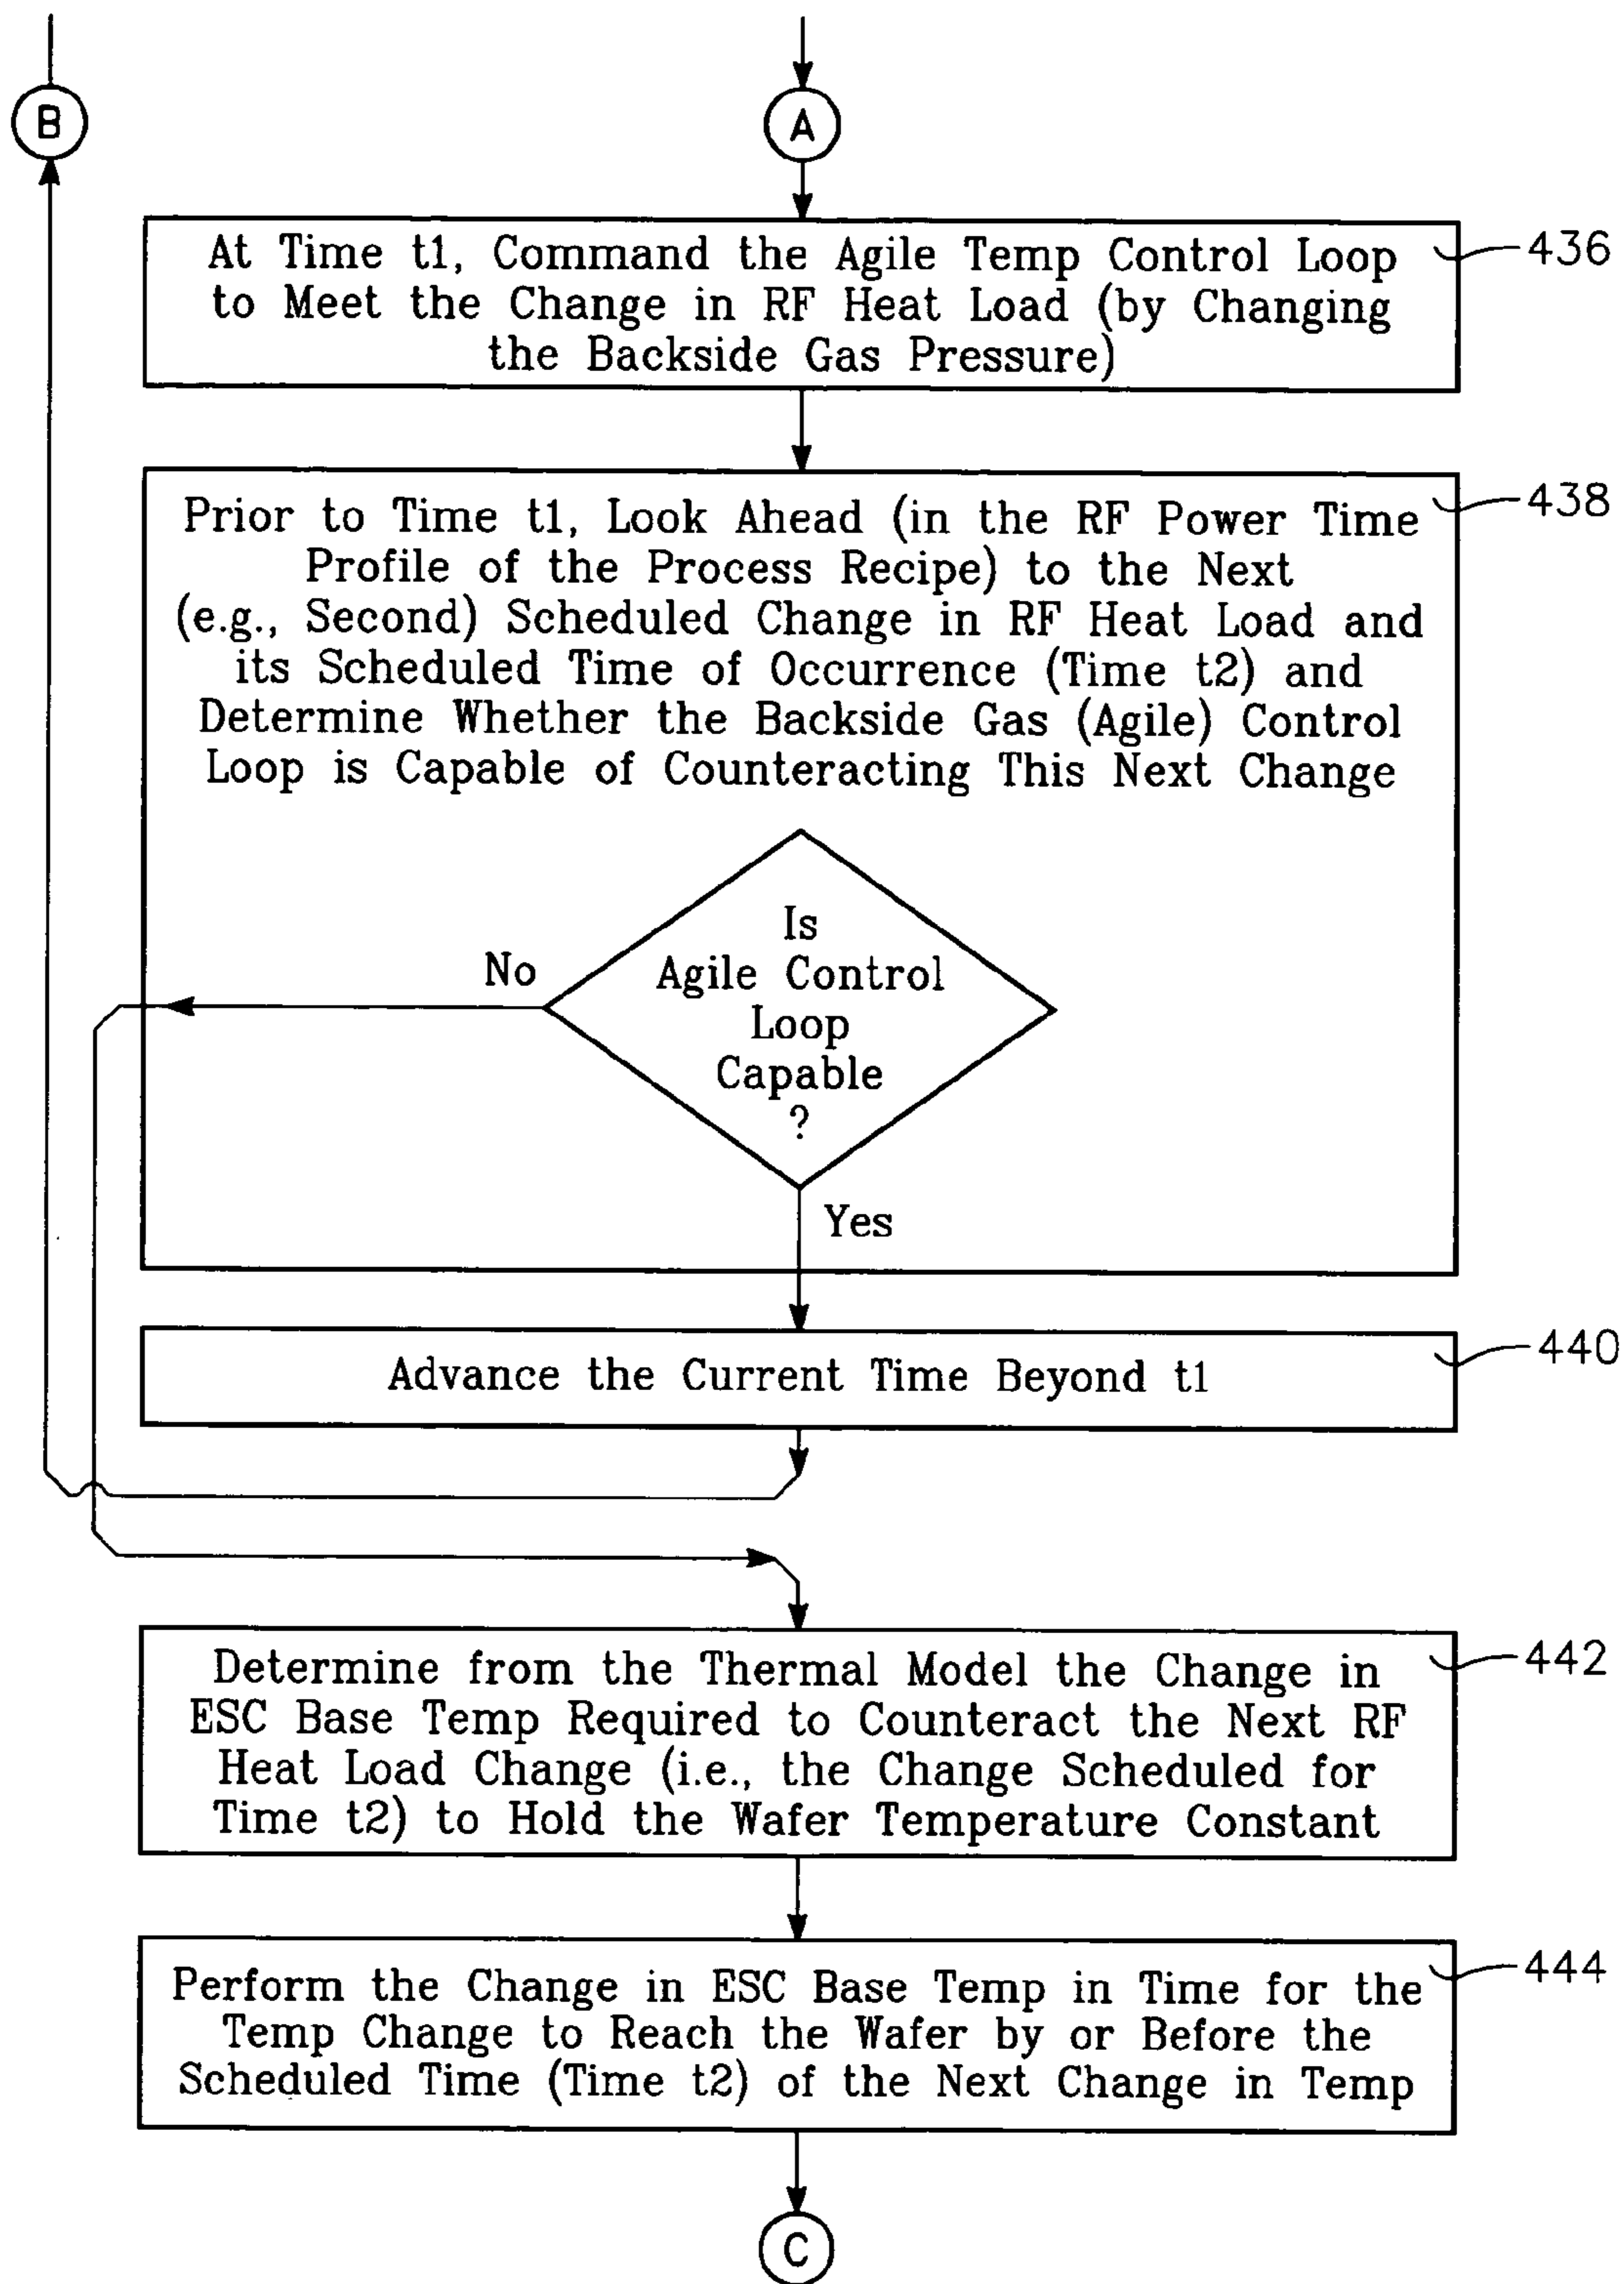 B
A
At Time t1, Command the Agile Temp Control Loop
to Meet the Change in RF Heat Load (by Changing
the Backside Gas Pressure)
436
Prior to Time t1, Look Ahead (in the RF Power Time
Profile of the Process Recipe) to the Next
(e.g., Second) Scheduled Change in RF Heat Load and
its Scheduled Time of Occurrence (Time t2) and
Determine Whether the Backside Gas (Agile) Control
Loop is Capable of Counteracting This Next Change
438
Is
Agile Control
Loop
Capable
?
No
Yes
Advance the Current Time Beyond t1
440
Determine from the Thermal Model the Change in
ESC Base Temp Required to Counteract the Next RF
Heat Load Change (i.e., the Change Scheduled for
Time t2) to Hold the Wafer Temperature Constant
442
Perform the Change in ESC Base Temp in Time for the
Temp Change to Reach the Wafer by or Before the
Scheduled Time (Time t2) of the Next Change in Temp
444
C